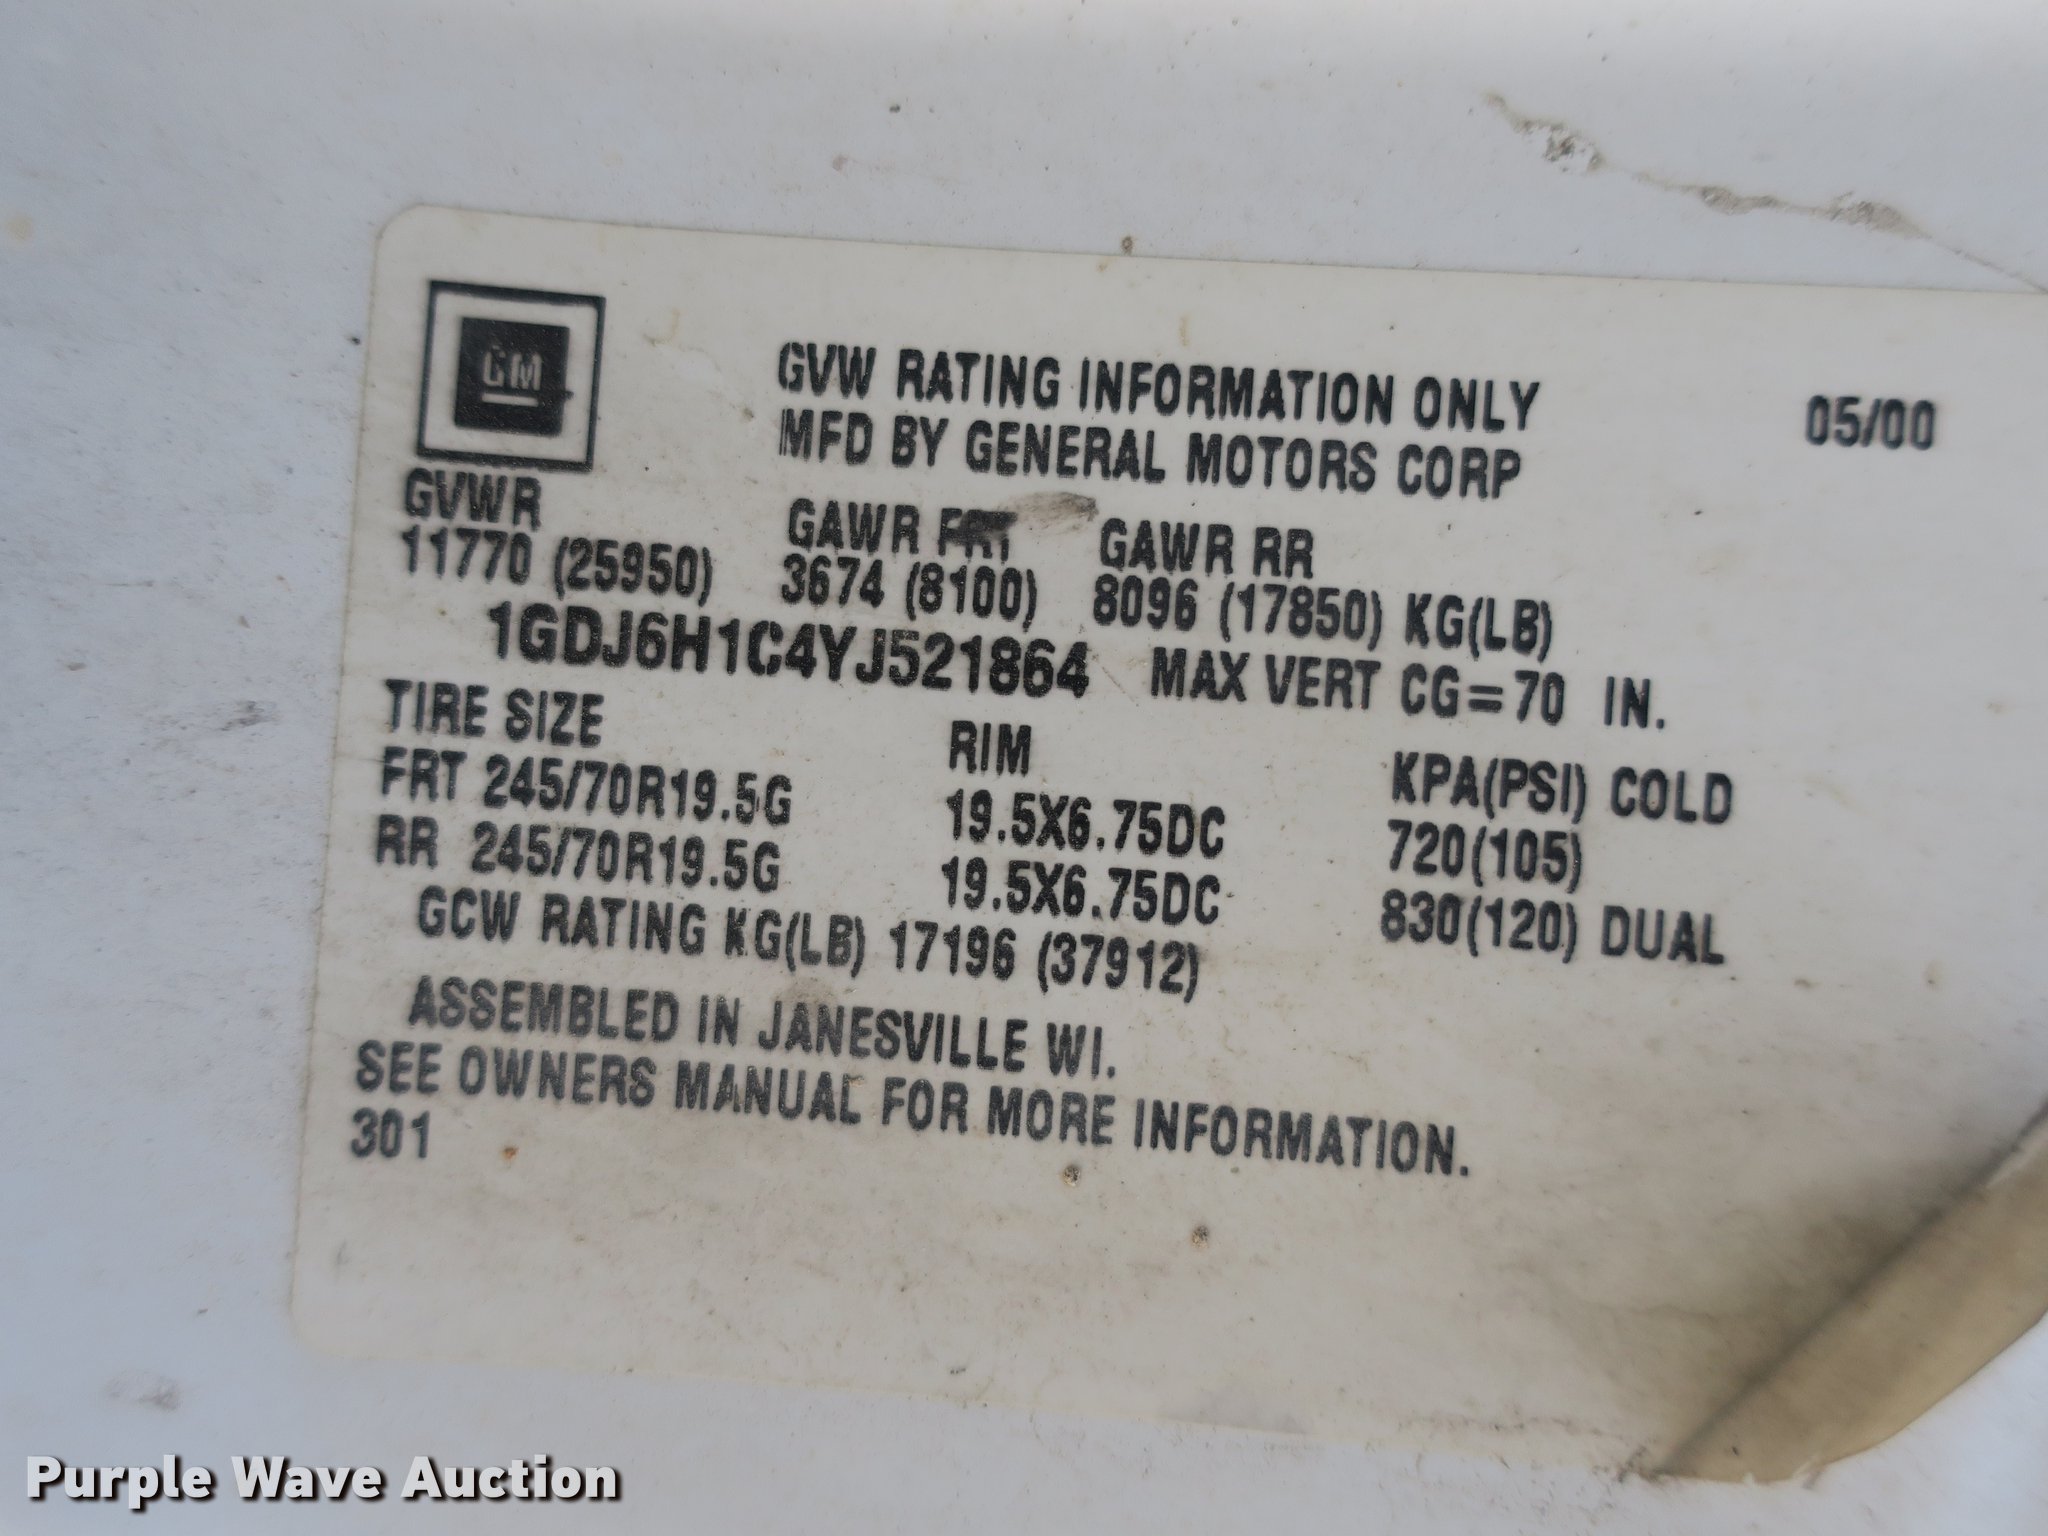 GM
GVW RATING INFORMATION ONLY 05/00
MFD BY GENERAL MOTORS CORP
GVWR GAWR FRT GAWR RR
11770 (25950) 3674 (8100) 8096 (17850) KG(LB)
1GDJ6H1C4YJ521864 MAX VERT CG=70 IN.
TIRE SIZE RIM KPA(PSI) COLD
FRT 245/70R19.5G 19.5X6.75DC 720(105)
RR 245/70R19.5G 19.5X6.75DC 830(120) DUAL
GCW RATING KG(LB) 17196 (37912)
ASSEMBLED IN JANESVILLE WI.
SEE OWNERS MANUAL FOR MORE INFORMATION.
301
Purple Wave Auction